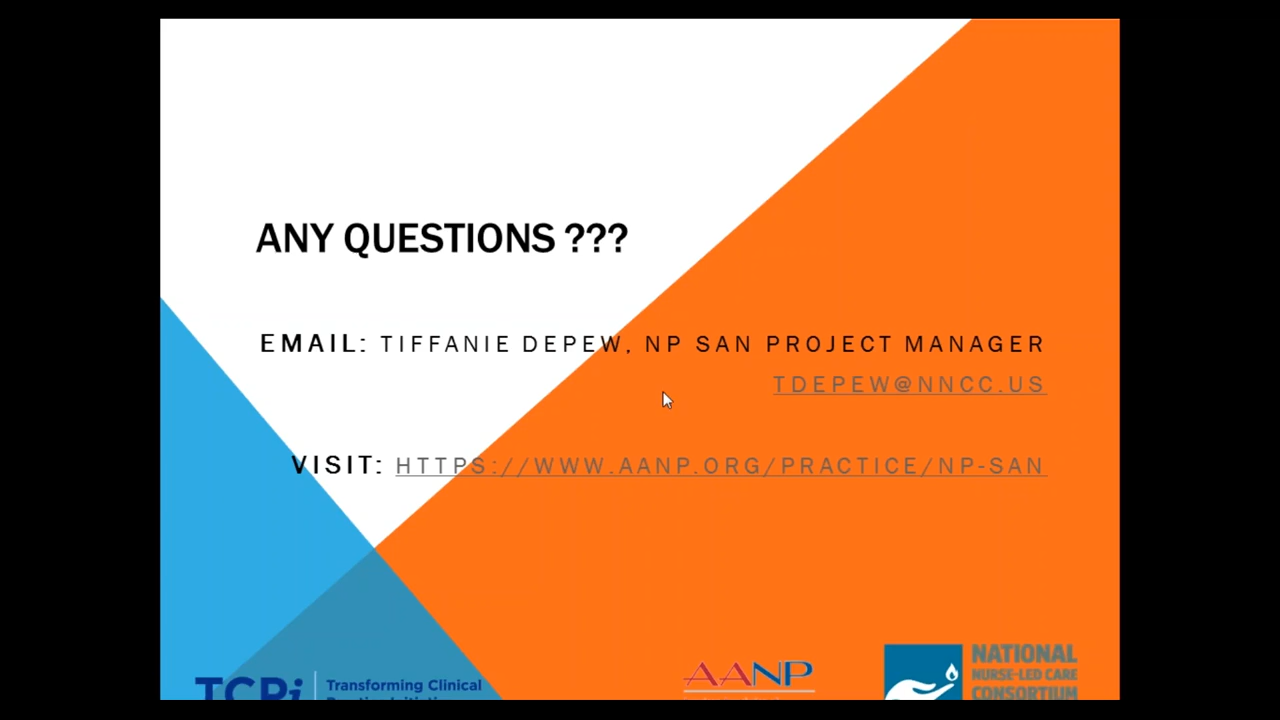 ANY QUESTIONS ???
EMAIL: TIFFANIE DEPEW, NP SAN PROJECT MANAGER
TDEPEW@NNCC.US
VISIT: HTTPS://WWW.AANP.ORG/PRACTICE/NP-SAN
TCPi Transforming Clinical
AANP
NATIONAL
NURSE-LED CARE
CONSORTIUM